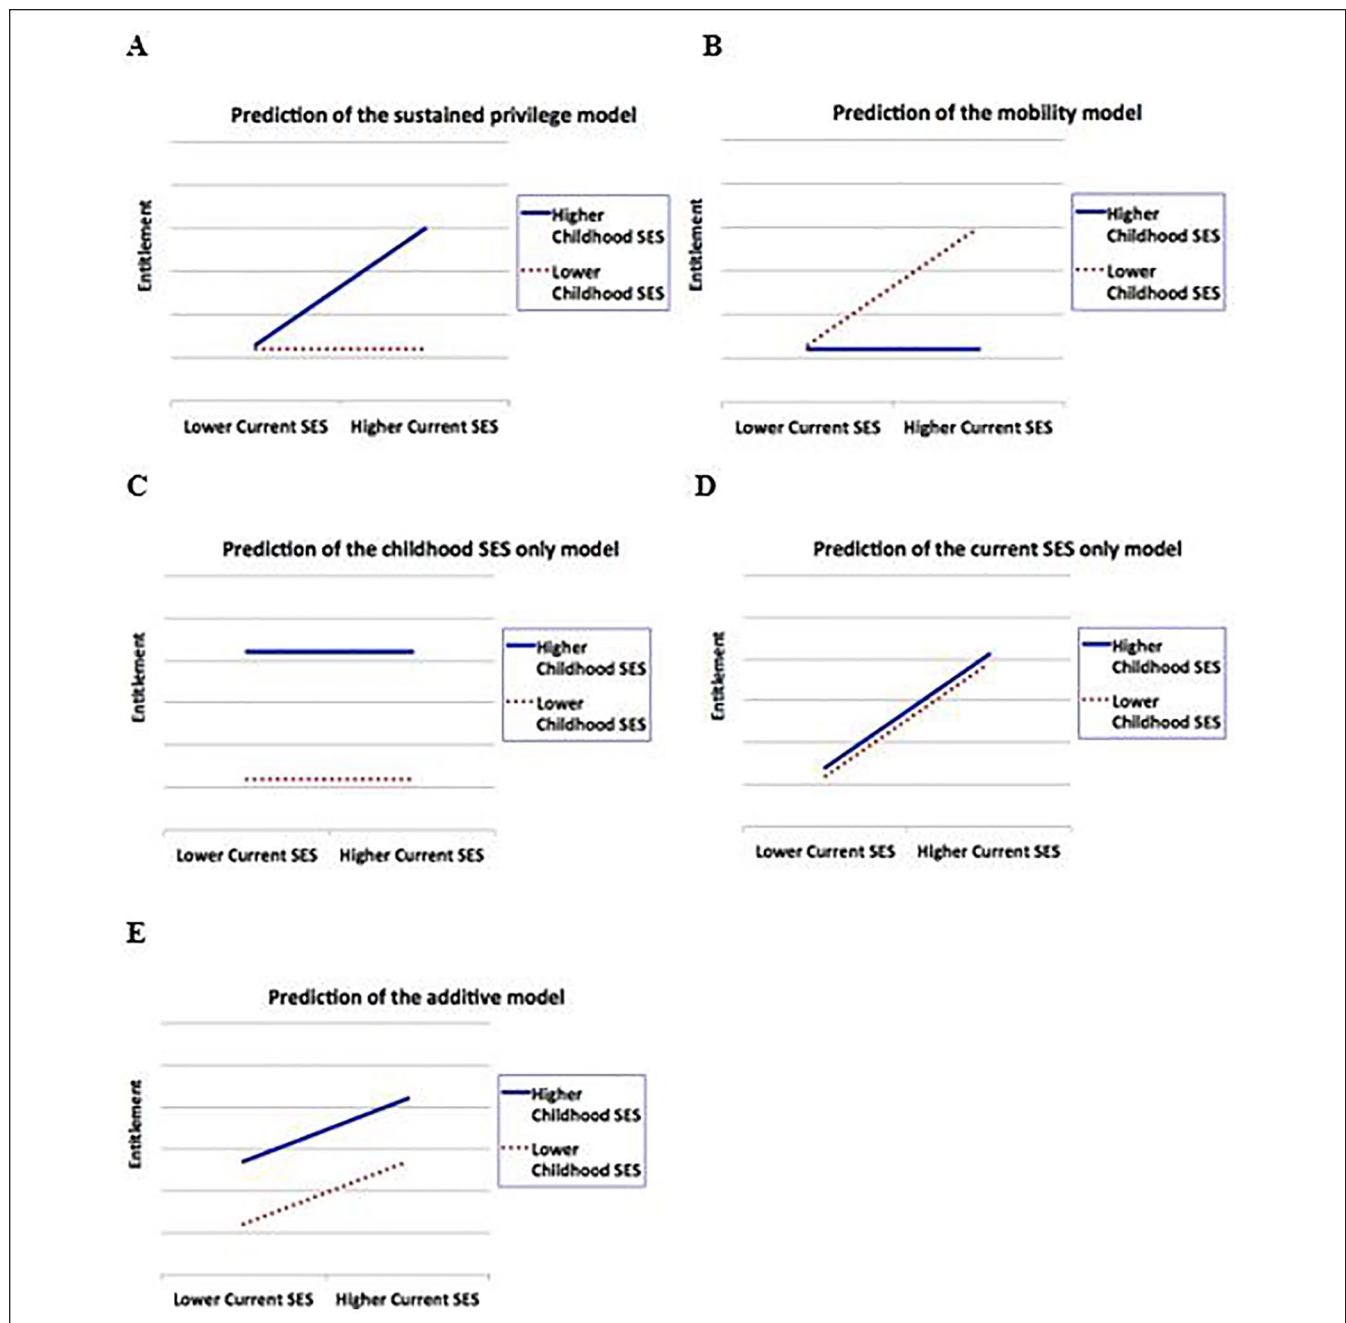 A
Prediction of the sustained privilege model
Entitlement
Higher
Childhood SES
Lower
Childhood SES
Lower Current SES Higher Current SES
B
Prediction of the mobility model
Entitlement
Higher
Childhood SES
Lower
Childhood SES
Lower Current SES Higher Current SES
C
Prediction of the childhood SES only model
Entitlement
Higher
Childhood SES
Lower
Childhood SES
Lower Current SES Higher Current SES
D
Prediction of the current SES only model
Entitlement
Higher
Childhood SES
Lower
Childhood SES
Lower Current SES Higher Current SES
E
Prediction of the additive model
Entitlement
Higher
Childhood SES
Lower
Childhood SES
Lower Current SES Higher Current SES